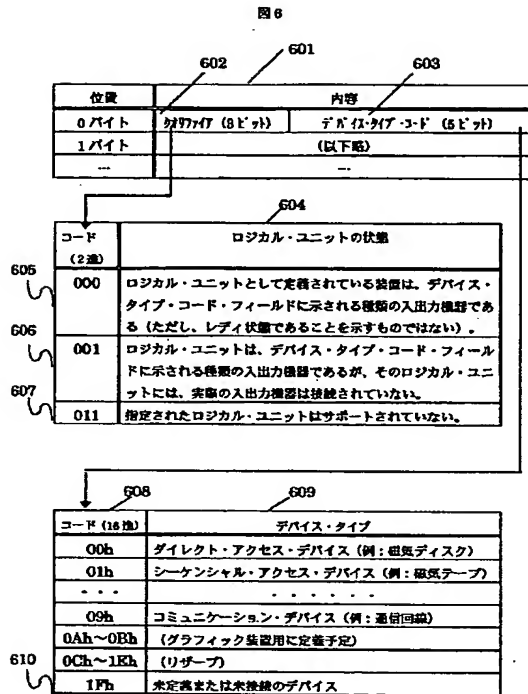 図6
601
602
603
位置 内容
0バイト クオリファイア (3ビット) デバイス・タイプ・コード (5ビット)
1バイト (以下略)
... ...
604
コード (2進) ロジカル・ユニットの状態
605
000 ロジカル・ユニットとして定義されている装置は、デバイス・
タイプ・コード・フィールドに示される種類の入出力機器であ
る(ただし、レディ状態であることを示すものではない)。
606
001 ロジカル・ユニットは、デバイス・タイプ・コード・フィール
ドに示される種類の入出力機器であるが、そのロジカル・ユニ
ットには、実際の入出力機器は接続されていない。
607
011 指定されたロジカル・ユニットはサポートされていない。
608
609
コード (16進) デバイス・タイプ
00h ダイレクト・アクセス・デバイス (例:磁気ディスク)
01h シーケンシャル・アクセス・デバイス (例:磁気テープ)
・・・ ・・・・・・
09h コミュニケーション・デバイス (例:通信回線)
0Ah~0Bh (グラフィック装置用に定義予定)
0Ch~1Eh (リザーブ)
610
1Fh 未定義または未接続のデバイス